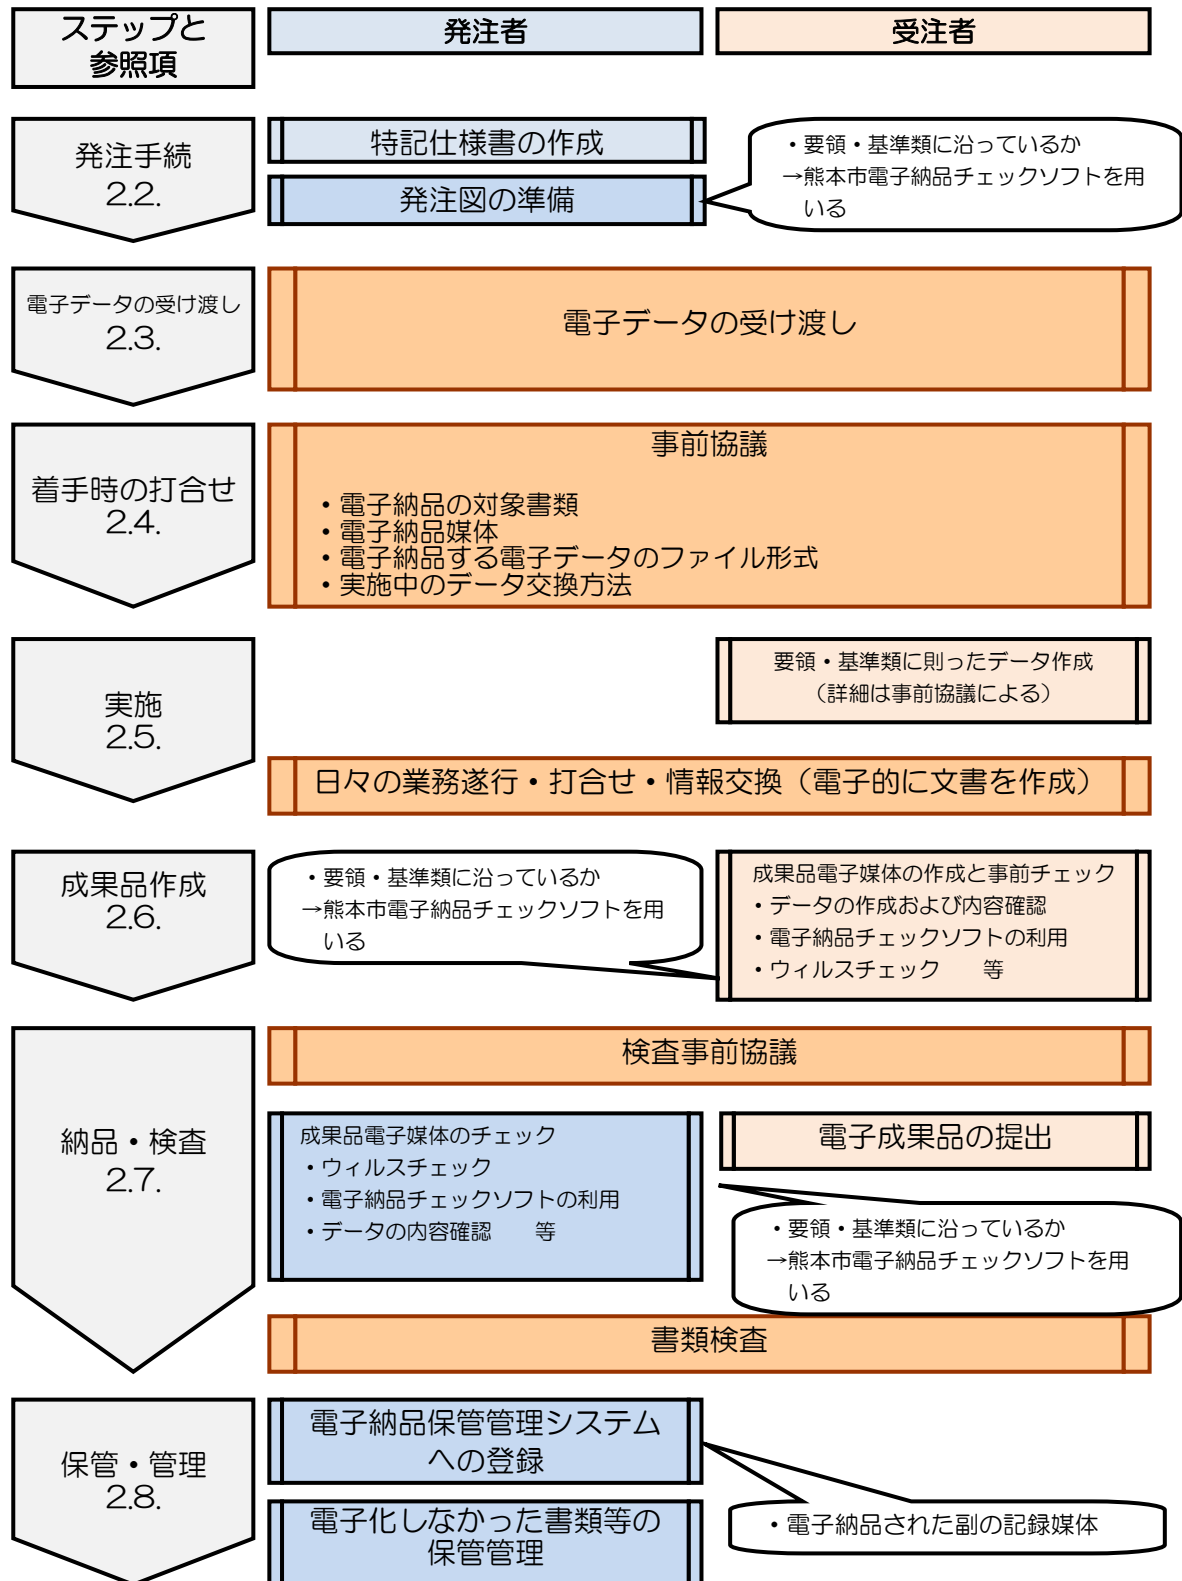 ステップと
参照項
発注者
受注者
発注手続
2.2.
特記仕様書の作成
発注図の準備
・要領・基準類に沿っているか
→熊本市電子納品チェックソフトを用
いる
電子データの受け渡し
2.3.
電子データの受け渡し
着手時の打合せ
2.4.
事前協議
・電子納品の対象書類
・電子納品媒体
・電子納品する電子データのファイル形式
・実施中のデータ交換方法
実施
2.5.
要領・基準類に則ったデータ作成
（詳細は事前協議による）
日々の業務遂行・打合せ・情報交換（電子的に文書を作成）
成果品作成
2.6.
・要領・基準類に沿っているか
→熊本市電子納品チェックソフトを用
いる
成果品電子媒体の作成と事前チェック
・データの作成および内容確認
・電子納品チェックソフトの利用
・ウィルスチェック　　等
納品・検査
2.7.
検査事前協議
成果品電子媒体のチェック
・ウィルスチェック
・電子納品チェックソフトの利用
・データの内容確認　　等
電子成果品の提出
・要領・基準類に沿っているか
→熊本市電子納品チェックソフトを用
いる
書類検査
保管・管理
2.8.
電子納品保管管理システム
への登録
電子化しなかった書類等の
保管管理
・電子納品された副の記録媒体